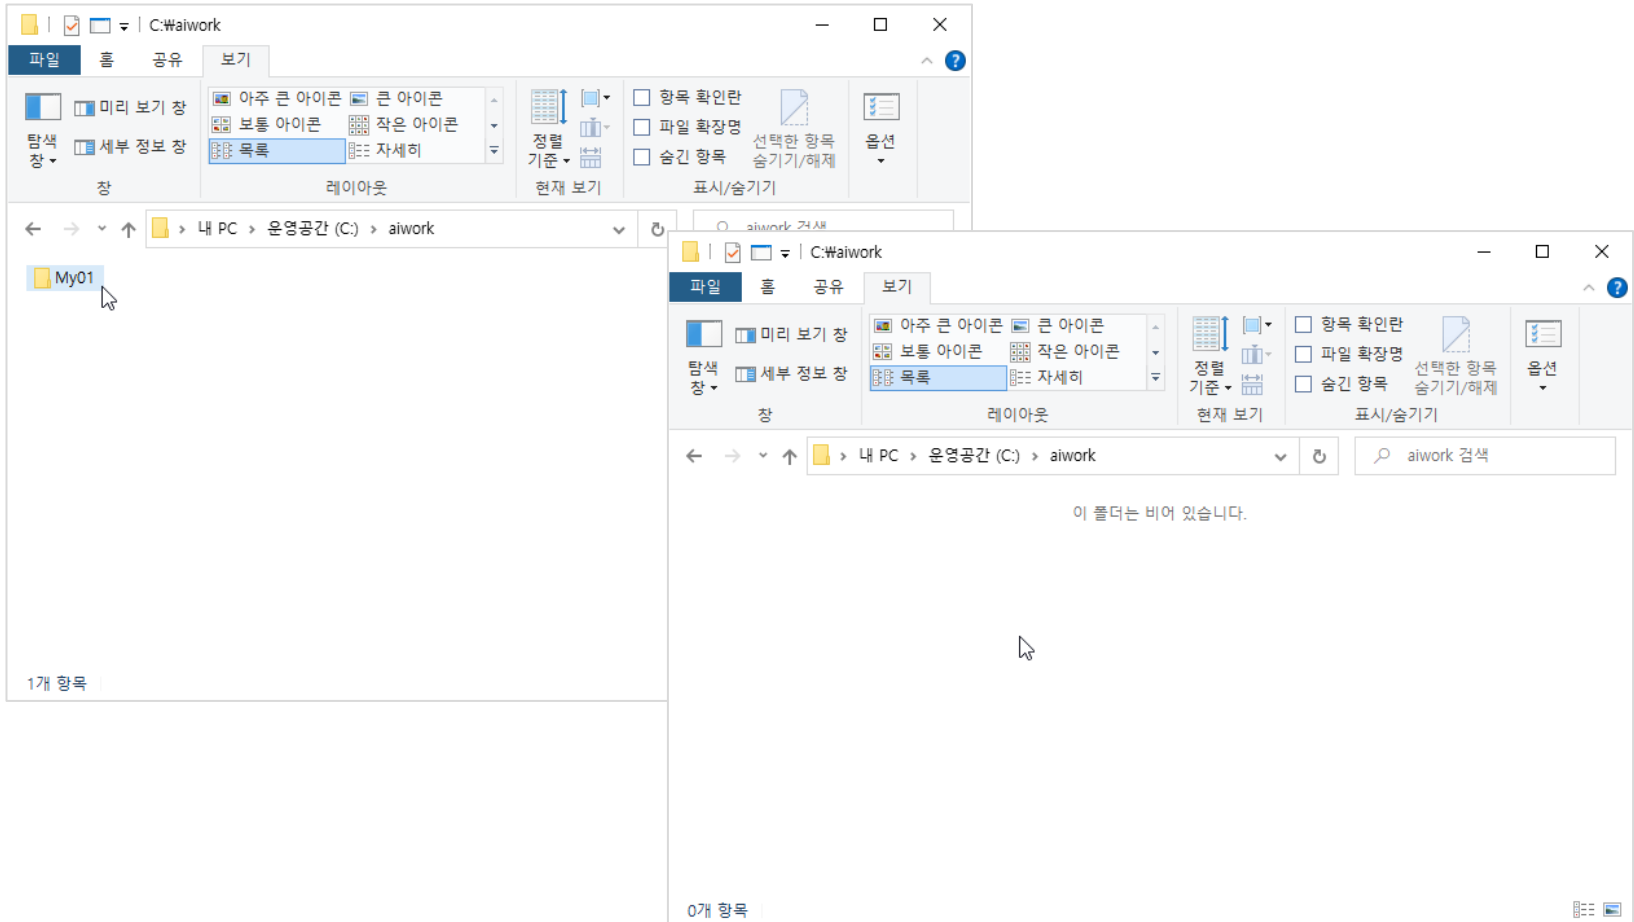 C:₩aiwork
파일 홈 공유 보기
미리 보기 창 아주 큰 아이콘 큰 아이콘 항목 확인란
보통 아이콘 작은 아이콘 파일 확장명
탐색 창 세부 정보 창 목록 자세히 정렬 기준 숨긴 항목 선택한 항목 숨기기/해제 옵션
창 레이아웃 현재 보기 표시/숨기기
내 PC 운영공간 (C:) aiwork aiwork 검색
My01
1개 항목
C:₩aiwork
파일 홈 공유 보기
미리 보기 창 아주 큰 아이콘 큰 아이콘 항목 확인란
보통 아이콘 작은 아이콘 파일 확장명
탐색 창 세부 정보 창 목록 자세히 정렬 기준 숨긴 항목 선택한 항목 숨기기/해제 옵션
창 레이아웃 현재 보기 표시/숨기기
내 PC 운영공간 (C:) aiwork aiwork 검색
이 폴더는 비어 있습니다.
0개 항목